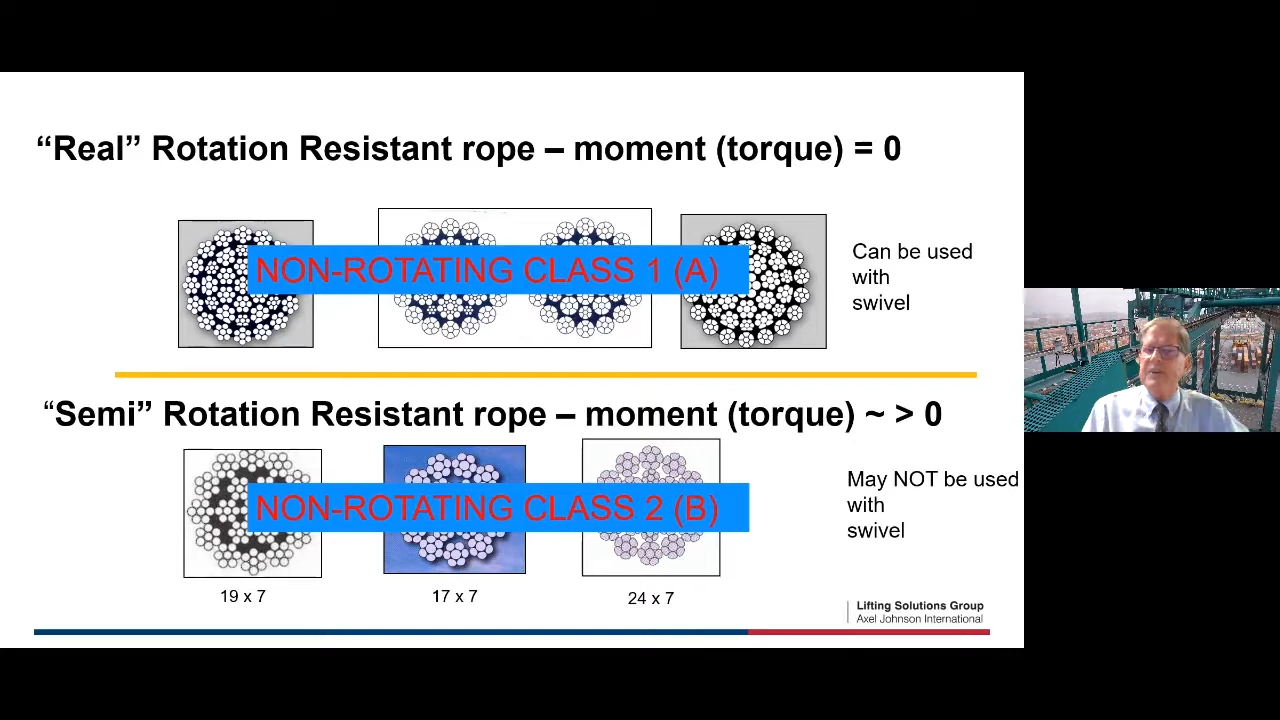 “Real” Rotation Resistant rope – moment (torque) = 0
NON-ROTATING CLASS 1 (A)
Can be used
with
swivel
“Semi” Rotation Resistant rope – moment (torque) ~ > 0
NON-ROTATING CLASS 2 (B)
May NOT be used
with
swivel
19 x 7
17 x 7
24 x 7
Lifting Solutions Group
Axel Johnson International